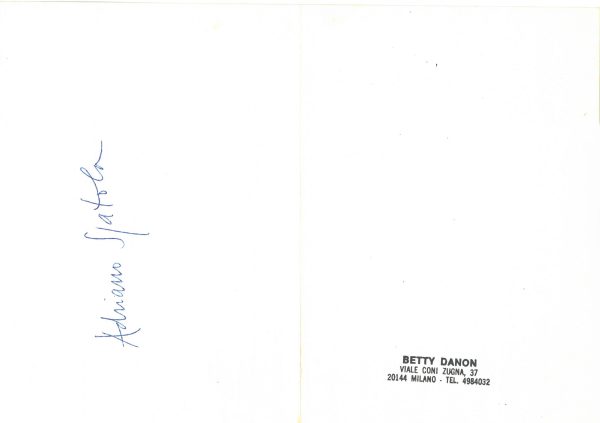 Adriano Spatola
BETTY DANON
VIALE CONI ZUGNA, 37
20144 MILANO - TEL. 4984032